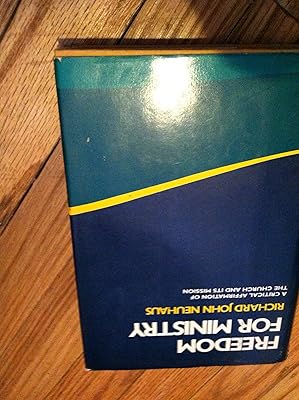 FREEDOM
FOR MINISTRY
RICHARD JOHN NEUHAUS
A CRITICAL AFFIRMATION OF
THE CHURCH AND ITS MISSION